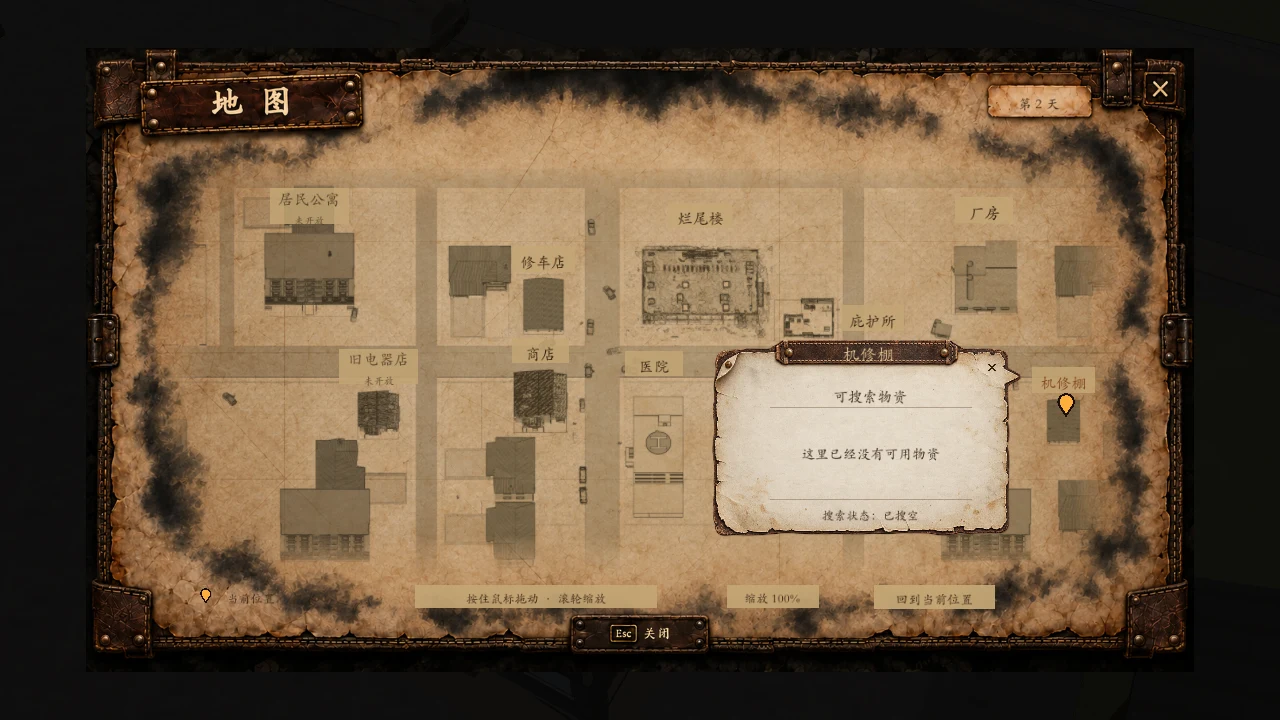 地图
第 2 天
居民公寓
未开放
烂尾楼
厂房
修车店
庇护所
旧电器店
未开放
商店
医院
机修棚
机修棚
可搜索物资
这里已经没有可用物资
搜索状态：已搜空
当前位置
按住鼠标拖动 · 滚轮缩放
缩放 100%
回到当前位置
Esc 关闭